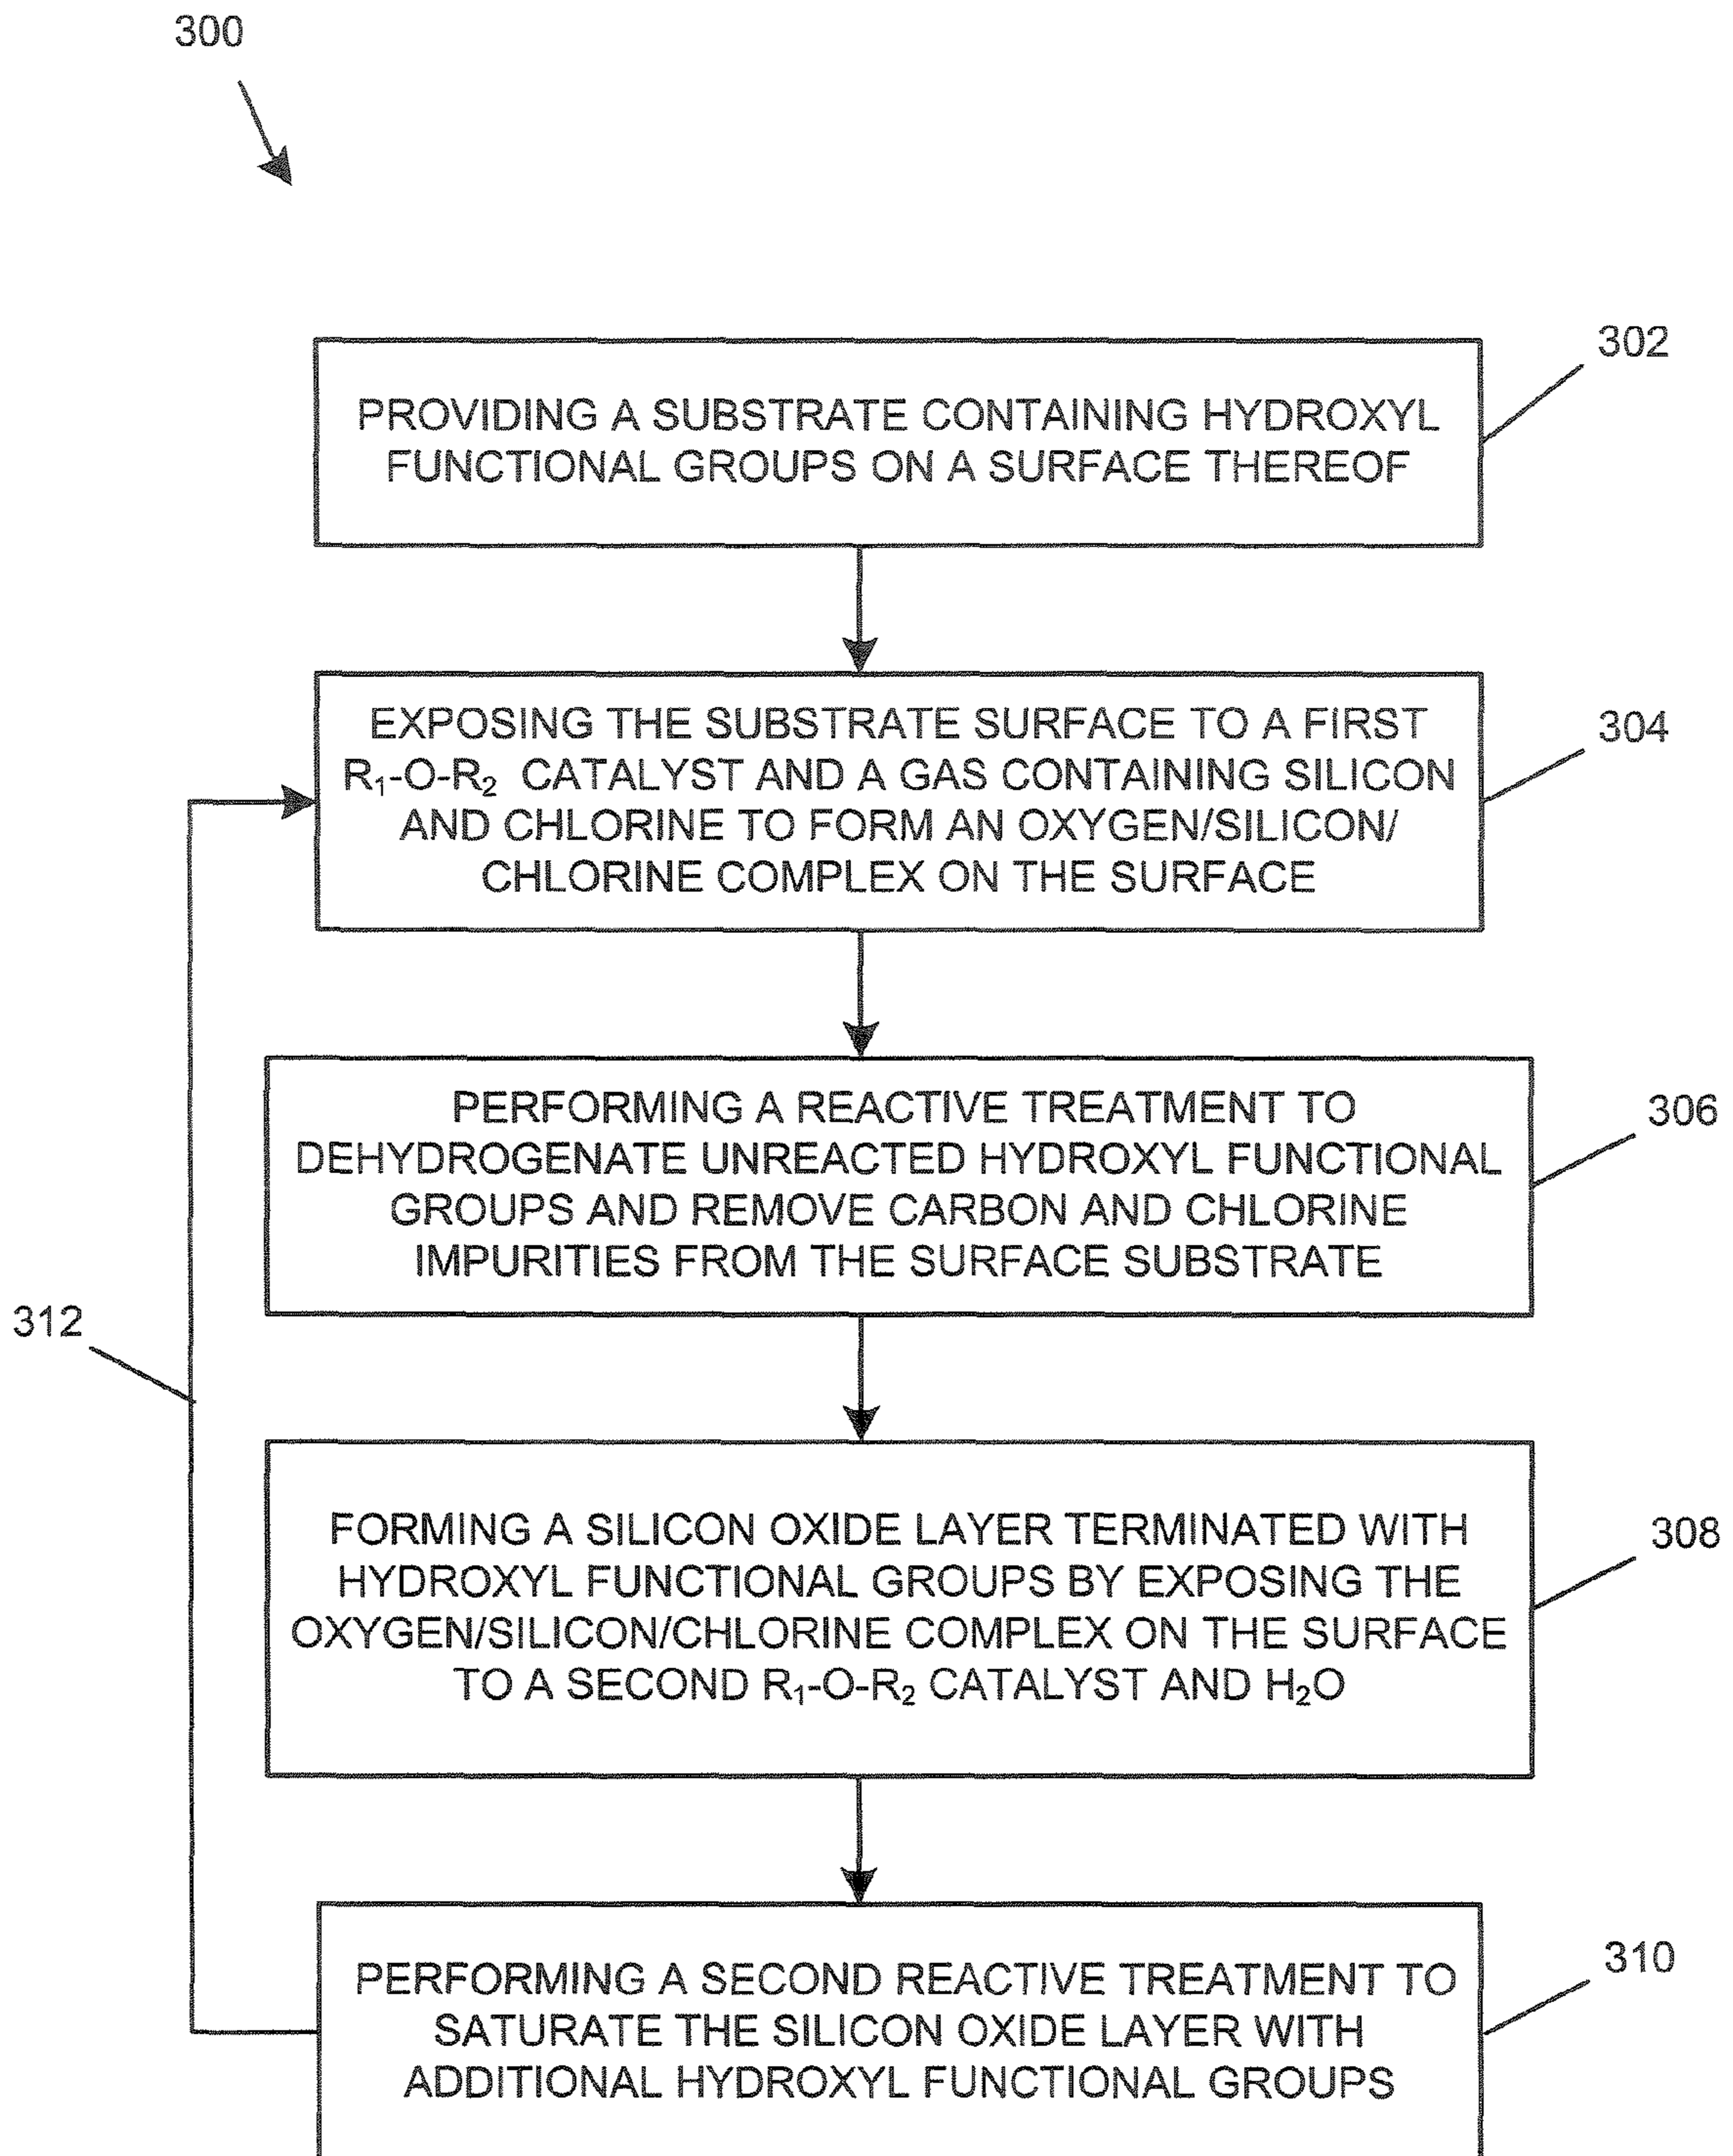 300
302
PROVIDING A SUBSTRATE CONTAINING HYDROXYL
FUNCTIONAL GROUPS ON A SURFACE THEREOF
304
EXPOSING THE SUBSTRATE SURFACE TO A FIRST
R₁-O-R₂ CATALYST AND A GAS CONTAINING SILICON
AND CHLORINE TO FORM AN OXYGEN/SILICON/
CHLORINE COMPLEX ON THE SURFACE
306
PERFORMING A REACTIVE TREATMENT TO
DEHYDROGENATE UNREACTED HYDROXYL FUNCTIONAL
GROUPS AND REMOVE CARBON AND CHLORINE
IMPURITIES FROM THE SURFACE SUBSTRATE
312
308
FORMING A SILICON OXIDE LAYER TERMINATED WITH
HYDROXYL FUNCTIONAL GROUPS BY EXPOSING THE
OXYGEN/SILICON/CHLORINE COMPLEX ON THE SURFACE
TO A SECOND R₁-O-R₂ CATALYST AND H₂O
310
PERFORMING A SECOND REACTIVE TREATMENT TO
SATURATE THE SILICON OXIDE LAYER WITH
ADDITIONAL HYDROXYL FUNCTIONAL GROUPS